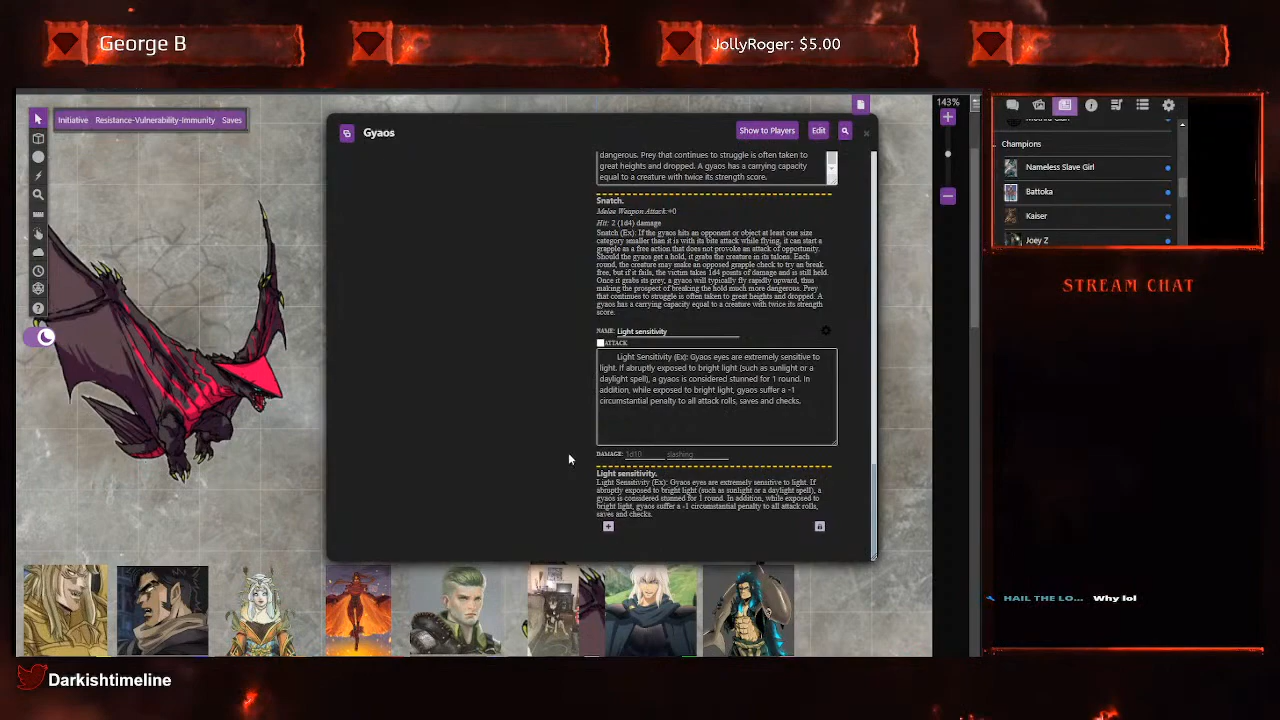 George B
JollyRoger: $5.00
Initiative Resistance-Vulnerability-Immunity Saves
Gyaos
Show to Players
Edit
143%
dangerous. Prey that continues to struggle is often taken to
great heights and dropped. A gyaos has a carrying capacity
equal to a creature with twice its strength score.
Snatch.
Melee Weapon Attack:+0
Hit: 2 (1d4) damage
Snatch (Ex): If the gyaos hits an opponent or object at least one size
category smaller than it is with its bite attack while flying, it can start a
grapple as a free action that does not provoke an attack of opportunity.
Should the gyaos get a hold, it grabs the creature in its talons. Each
round, the creature may make an opposed grapple check to try an break
free, but if it fails, the victim takes 1d4 points of damage and is still held.
Once it grabs its prey, a gyaos will typically fly rapidly upward, thus
making the prospect of breaking the hold much more dangerous. Prey
that continues to struggle is often taken to great heights and dropped. A
gyaos has a carrying capacity equal to a creature with twice its strength
score.
NAME: Light sensitivity
ATTACK
Light Sensitivity (Ex): Gyaos eyes are extremely sensitive to
light. If abruptly exposed to bright light (such as sunlight or a
daylight spell), a gyaos is considered stunned for 1 round. In
addition, while exposed to bright light, gyaos suffer a -1
circumstantial penalty to all attack rolls, saves and checks.
DAMAGE: 1d10 slashing
Light sensitivity.
Light Sensitivity (Ex): Gyaos eyes are extremely sensitive to light. If
abruptly exposed to bright light (such as sunlight or a daylight spell), a
gyaos is considered stunned for 1 round. In addition, while exposed to
bright light, gyaos suffer a -1 circumstantial penalty to all attack rolls,
saves and checks.
Champions
Nameless Slave Girl
Battoka
Kaiser
Joey Z
STREAM CHAT
HAIL THE LO... Why lol
Darkishtimeline